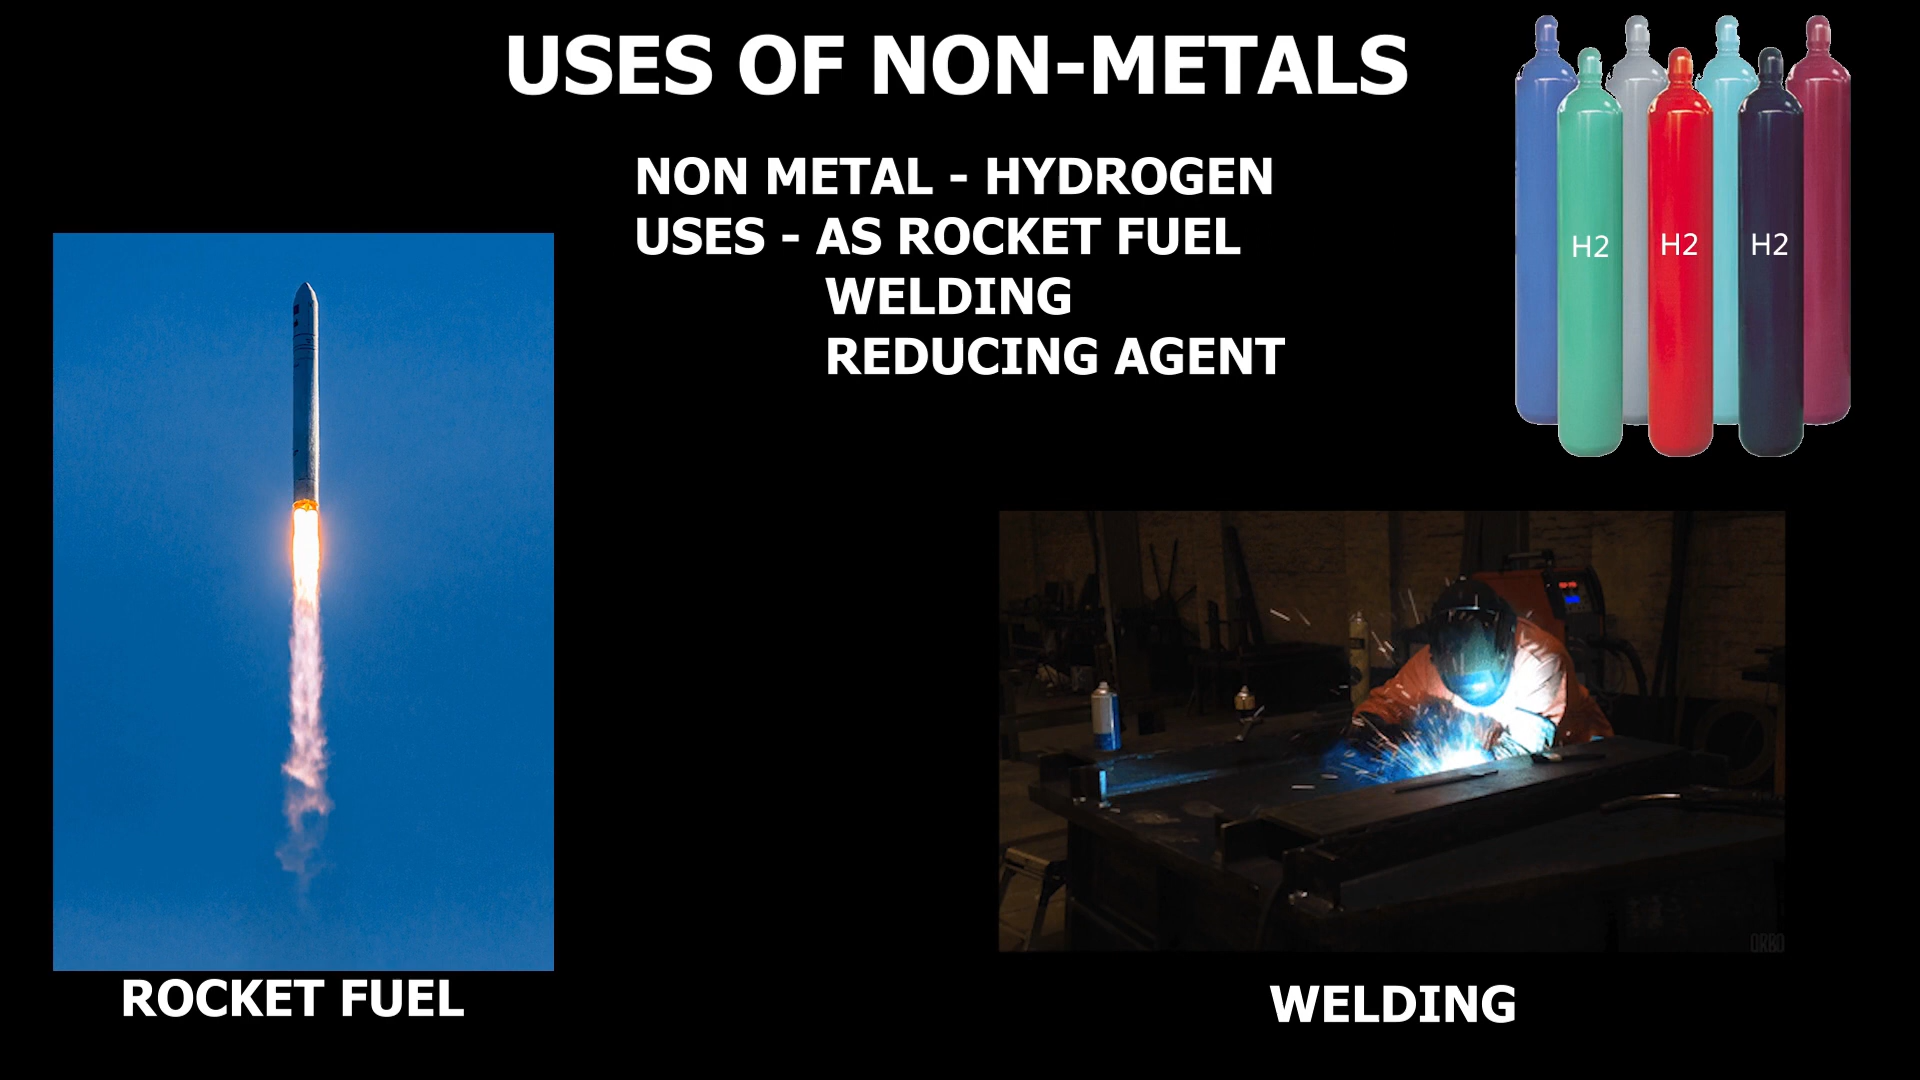 USES OF NON-METALS
NON METAL - HYDROGEN
USES - AS ROCKET FUEL
WELDING
REDUCING AGENT
H2
H2
H2
ROCKET FUEL
WELDING